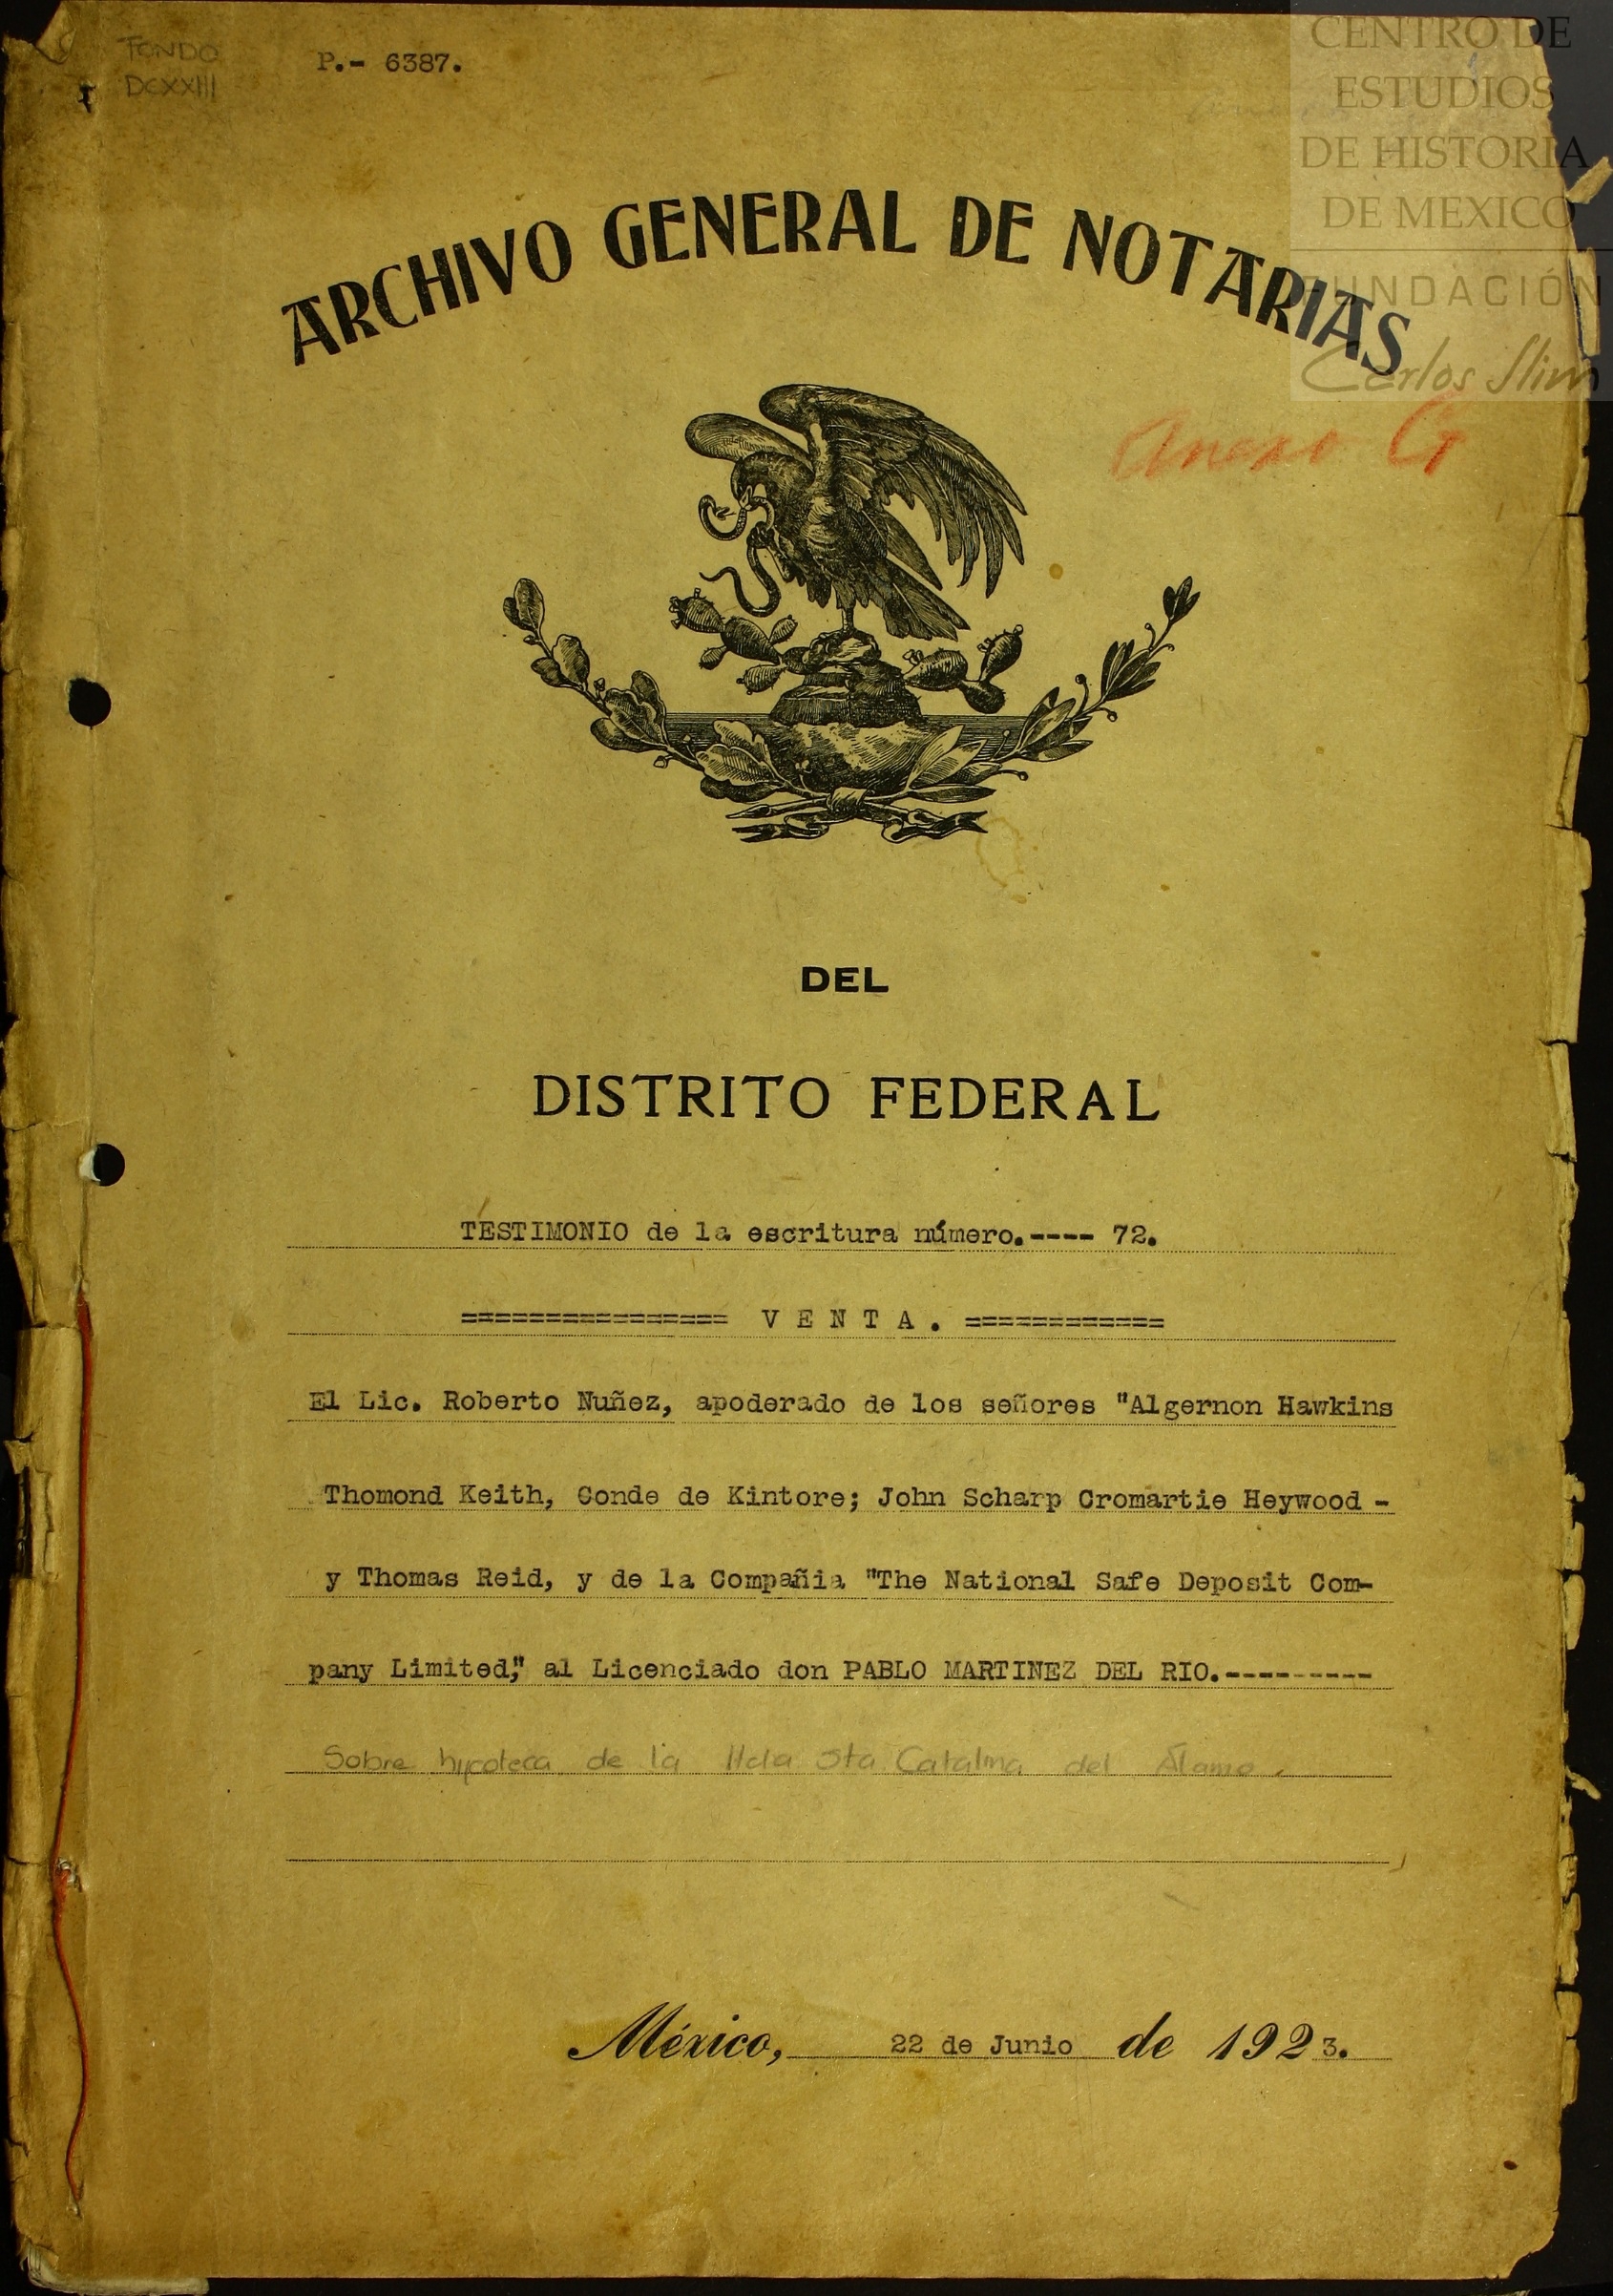 FONDO
DCXXIII
P.- 6387.
CENTRO DE
ESTUDIOS
DE HISTORIA
DE MEXICO
FUNDACIÓN
Carlos Slim
ARCHIVO GENERAL DE NOTARIAS
Anexo G
DEL
DISTRITO FEDERAL
TESTIMONIO de la escritura número.---- 72.
================ V E N T A . ============
El Lic. Roberto Nuñez, apoderado de los señores "Algernon Hawkins
Thomond Keith, Conde de Kintore; John Scharp Cromartie Heywood -
y Thomas Reid, y de la Compañia "The National Safe Deposit Com-
pany Limited," al Licenciado don PABLO MARTINEZ DEL RIO.---------
Sobre hipoteca de la Hda Sta Catalina del Álamo.
México, 22 de Junio de 1923.